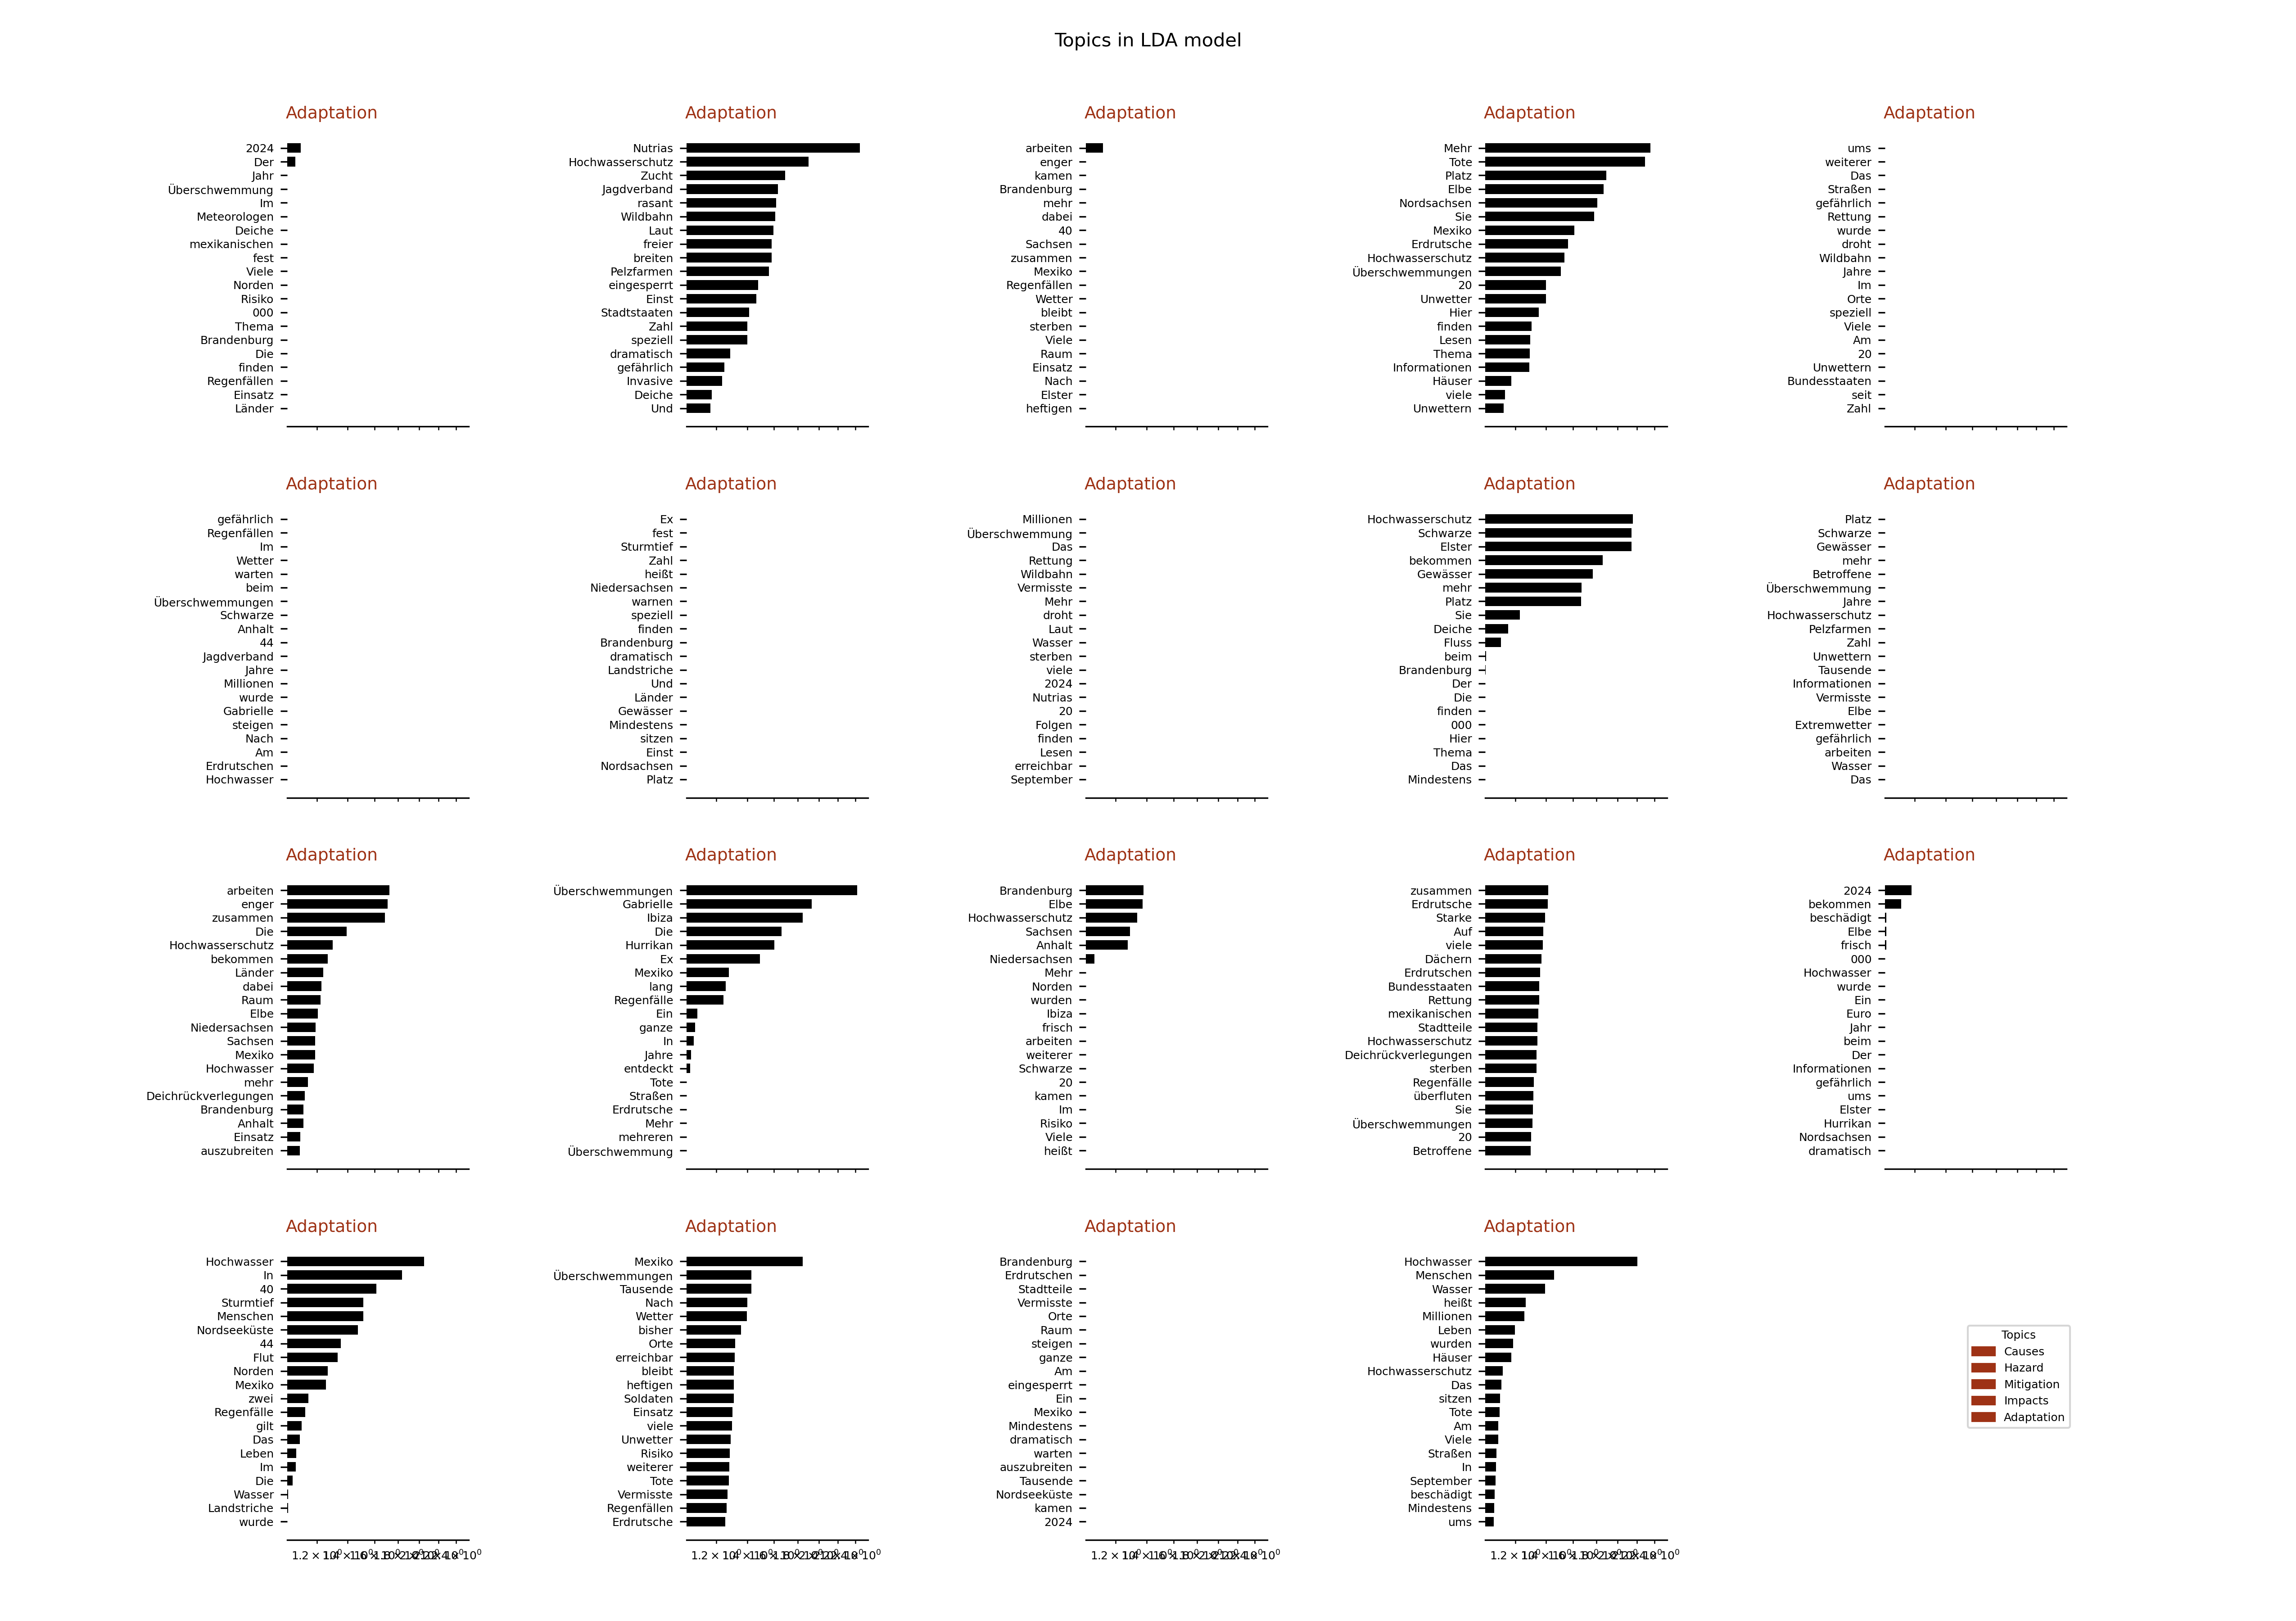 Topics in LDA model
Adaptation
2024
Der
Jahr
Überschwemmung
Im
Meteorologen
Deiche
mexikanischen
fest
Viele
Norden
Risiko
000
Thema
Brandenburg
Die
finden
Regenfällen
Einsatz
Länder
Adaptation
Nutrias
Hochwasserschutz
Zucht
Jagdverband
rasant
Wildbahn
Laut
freier
breiten
Pelzfarmen
eingesperrt
Einst
Stadtstaaten
Zahl
speziell
dramatisch
gefährlich
Invasive
Deiche
Und
Adaptation
arbeiten
enger
kamen
Brandenburg
mehr
dabei
40
Sachsen
zusammen
Mexiko
Regenfällen
Wetter
bleibt
sterben
Viele
Raum
Einsatz
Nach
Elster
heftigen
Adaptation
Mehr
Tote
Platz
Elbe
Nordsachsen
Sie
Mexiko
Erdrutsche
Hochwasserschutz
Überschwemmungen
20
Unwetter
Hier
finden
Lesen
Thema
Informationen
Häuser
viele
Unwettern
Adaptation
ums
weiterer
Das
Straßen
gefährlich
Rettung
wurde
droht
Wildbahn
Jahre
Im
Orte
speziell
Viele
Am
20
Unwettern
Bundesstaaten
seit
Zahl
Adaptation
gefährlich
Regenfällen
Im
Wetter
warten
beim
Überschwemmungen
Schwarze
Anhalt
44
Jagdverband
Jahre
Millionen
wurde
Gabrielle
steigen
Nach
Am
Erdrutschen
Hochwasser
Adaptation
Ex
fest
Sturmtief
Zahl
heißt
Niedersachsen
warnen
speziell
finden
Brandenburg
dramatisch
Landstriche
Und
Länder
Gewässer
Mindestens
sitzen
Einst
Nordsachsen
Platz
Adaptation
Millionen
Überschwemmung
Das
Rettung
Wildbahn
Vermisste
Mehr
droht
Laut
Wasser
sterben
viele
2024
Nutrias
20
Folgen
finden
Lesen
erreichbar
September
Adaptation
Hochwasserschutz
Schwarze
Elster
bekommen
Gewässer
mehr
Platz
Sie
Deiche
Fluss
beim
Brandenburg
Der
Die
finden
000
Hier
Thema
Das
Mindestens
Adaptation
Platz
Schwarze
Gewässer
mehr
Betroffene
Überschwemmung
Jahre
Hochwasserschutz
Pelzfarmen
Zahl
Unwettern
Tausende
Informationen
Vermisste
Elbe
Extremwetter
gefährlich
arbeiten
Wasser
Das
Adaptation
arbeiten
enger
zusammen
Die
Hochwasserschutz
bekommen
Länder
dabei
Raum
Elbe
Niedersachsen
Sachsen
Mexiko
Hochwasser
mehr
Deichrückverlegungen
Brandenburg
Anhalt
Einsatz
auszubreiten
Adaptation
Überschwemmungen
Gabrielle
Ibiza
Die
Hurrikan
Ex
Mexiko
lang
Regenfälle
Ein
ganze
In
Jahre
entdeckt
Tote
Straßen
Erdrutsche
Mehr
mehreren
Überschwemmung
Adaptation
Brandenburg
Elbe
Hochwasserschutz
Sachsen
Anhalt
Niedersachsen
Mehr
Norden
wurden
Ibiza
frisch
arbeiten
weiterer
Schwarze
20
kamen
Im
Risiko
Viele
heißt
Adaptation
zusammen
Erdrutsche
Starke
Auf
viele
Dächern
Erdrutschen
Bundesstaaten
Rettung
mexikanischen
Stadtteile
Hochwasserschutz
Deichrückverlegungen
sterben
Regenfälle
überfluten
Sie
Überschwemmungen
20
Betroffene
Adaptation
2024
bekommen
beschädigt
Elbe
frisch
000
Hochwasser
wurde
Ein
Euro
Jahr
beim
Der
Informationen
gefährlich
ums
Elster
Hurrikan
Nordsachsen
dramatisch
Adaptation
Hochwasser
In
40
Sturmtief
Menschen
Nordseeküste
44
Flut
Norden
Mexiko
zwei
Regenfälle
gilt
Das
Leben
Im
Die
Wasser
Landstriche
wurde
Adaptation
Mexiko
Überschwemmungen
Tausende
Nach
Wetter
bisher
Orte
erreichbar
bleibt
heftigen
Soldaten
Einsatz
viele
Unwetter
Risiko
weiterer
Tote
Vermisste
Regenfällen
Erdrutsche
Adaptation
Brandenburg
Erdrutschen
Stadtteile
Vermisste
Orte
Raum
steigen
ganze
Am
eingesperrt
Ein
Mexiko
Mindestens
dramatisch
warten
auszubreiten
Tausende
Nordseeküste
kamen
2024
Adaptation
Hochwasser
Menschen
Wasser
heißt
Millionen
Leben
wurden
Häuser
Hochwasserschutz
Das
sitzen
Tote
Am
Viele
Straßen
In
September
beschädigt
Mindestens
ums
Topics
Causes
Hazard
Mitigation
Impacts
Adaptation